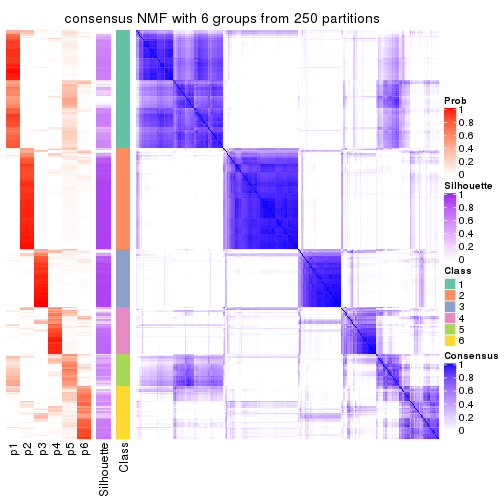 consensus NMF with 6 groups from 250 partitions
Prob
1
0.8
0.6
0.4
0.2
0
Silhouette
1
0.8
0.6
0.4
0.2
0
Class
1
2
3
4
5
6
Consensus
1
0.8
0.6
0.4
0.2
0
p1
p2
p3
p4
p5
p6
Silhouette
Class